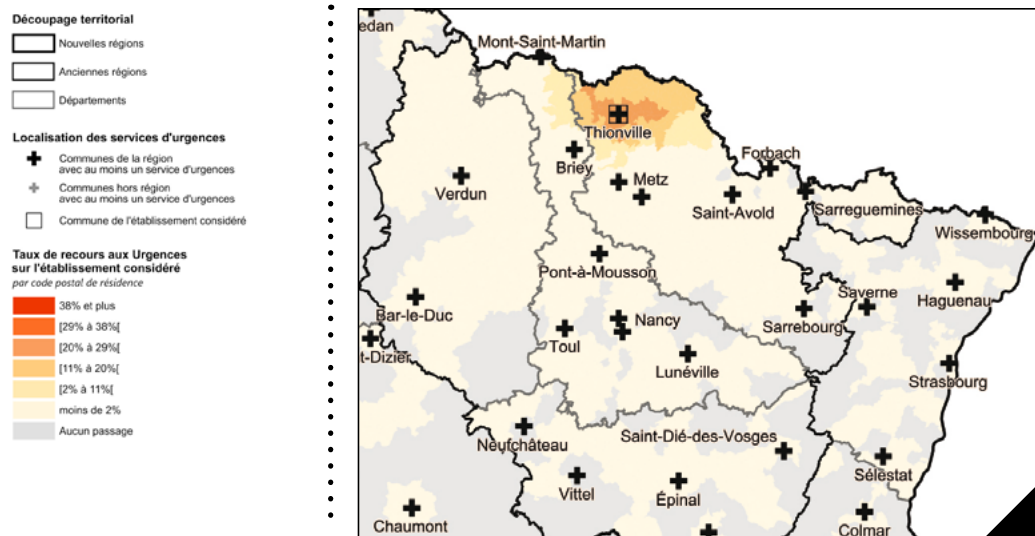 Découpage territorial
Nouvelles régions
Anciennes régions
Départements
Localisation des services d'urgences
Communes de la région
avec au moins un service d'urgences
Communes hors région
avec au moins un service d'urgences
Commune de l'établissement considéré
Taux de recours aux Urgences
sur l'établissement considéré
par code postal de résidence
38% et plus
[29% à 38%[
[20% à 29%[
[11% à 20%[
[2% à 11%[
moins de 2%
Aucun passage
edan
Mont-Saint-Martin
Thionville
Briey
Forbach
Verdun
Metz
Saint-Avold
Sarreguemines
Wissembourg
Pont-à-Mousson
Saverne
Haguenau
Bar-le-Duc
Nancy
Sarrebourg
t-Dizier
Toul
Lunéville
Strasbourg
Neufchâteau
Saint-Dié-des-Vosges
Vittel
Épinal
Sélestat
Chaumont
Colmar